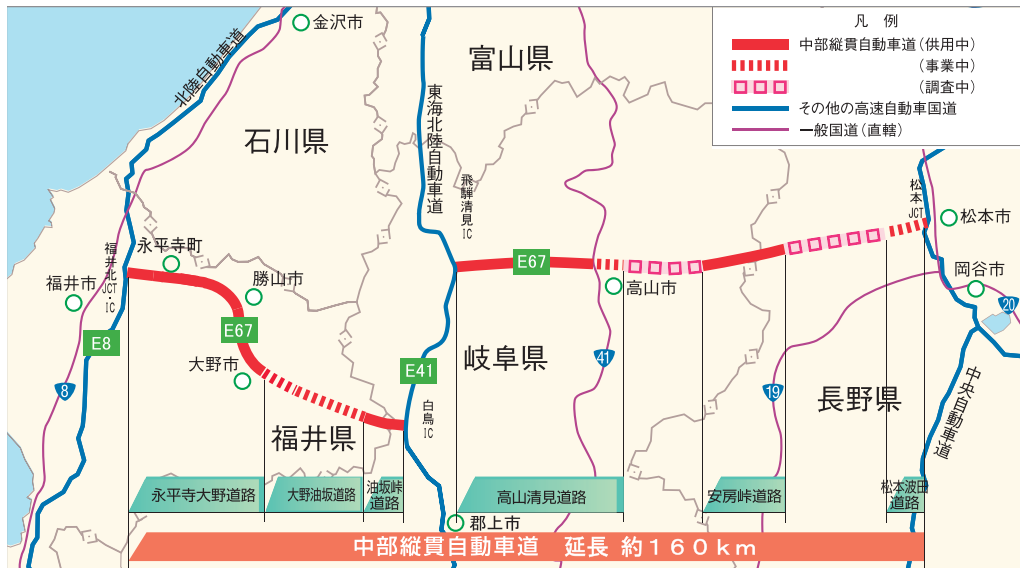 凡 例
中部縦貫自動車道(供用中)
(事業中)
(調査中)
その他の高速自動車国道
一般国道(直轄)
金沢市
北陸自動車道
富山県
石川県
東海北陸自動車道
飛騨清見IC
松本JCT
松本市
福井北JCT・IC
永平寺町
福井市
勝山市
大野市
E67
E67
高山市
岡谷市
20
E8
E41
岐阜県
41
8
19
白鳥IC
福井県
長野県
中央自動車道
永平寺大野道路
大野油坂道路
油坂峠
道路
高山清見道路
安房峠道路
松本波田
道路
郡上市
中部縦貫自動車道 延長 約160km